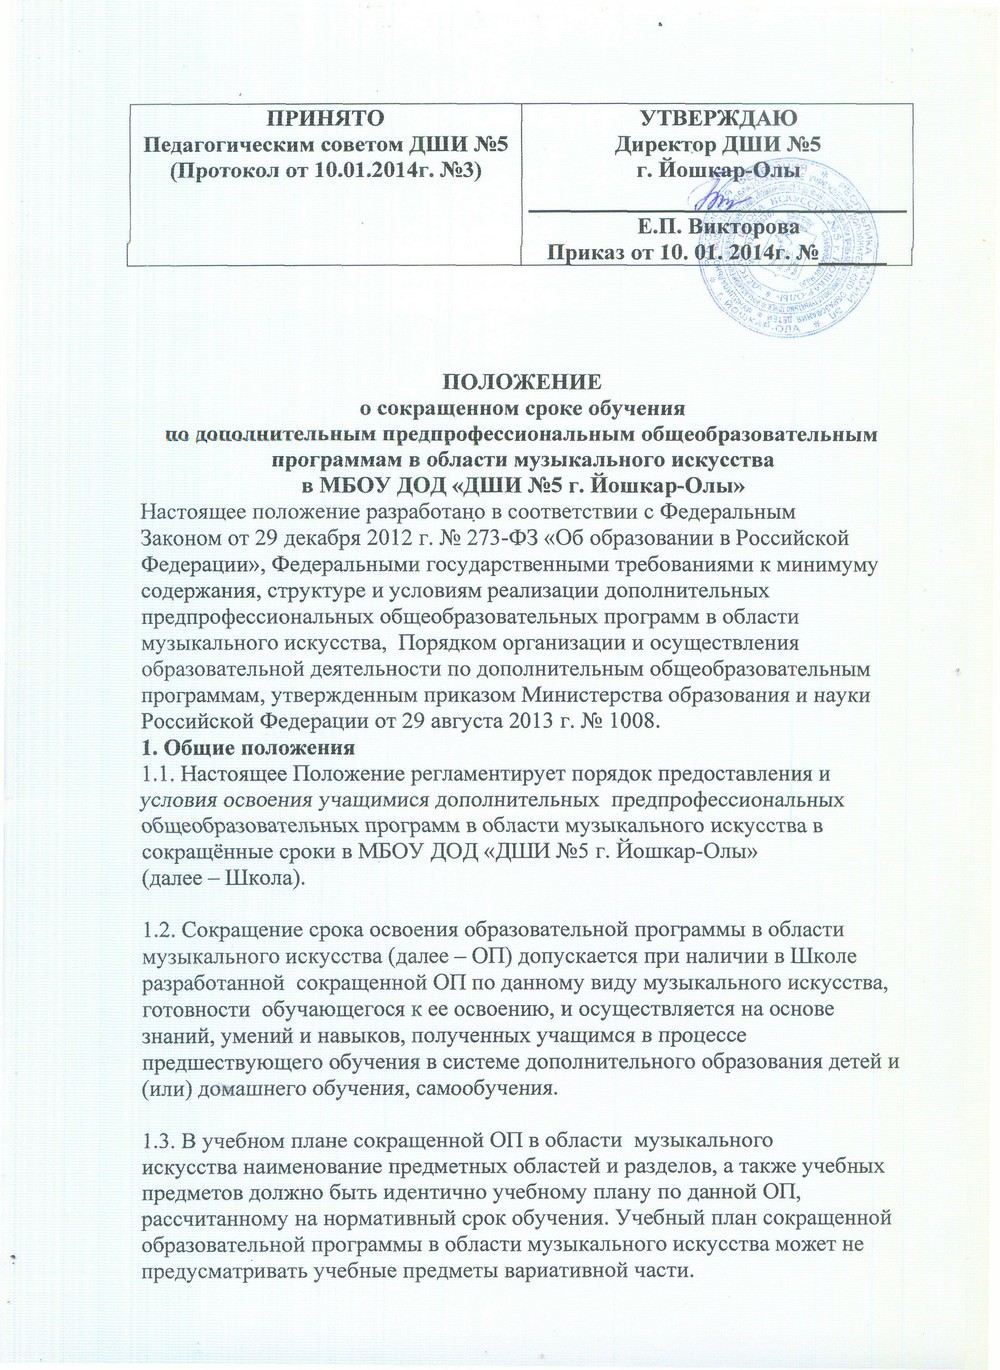 ПРИНЯТО
Педагогическим советом ДШИ №5
(Протокол от 10.01.2014г. №3)
УТВЕРЖДАЮ
Директор ДШИ №5
г. Йошкар-Олы
Е.П. Викторова
Приказ от 10. 01. 2014г. №______
ПОЛОЖЕНИЕ
о сокращенном сроке обучения
по дополнительным предпрофессиональным общеобразовательным
программам в области музыкального искусства
в МБОУ ДОД «ДШИ №5 г. Йошкар-Олы»
Настоящее положение разработано в соответствии с Федеральным
Законом от 29 декабря 2012 г. № 273-ФЗ «Об образовании в Российской
Федерации», Федеральными государственными требованиями к минимуму
содержания, структуре и условиям реализации дополнительных
предпрофессиональных общеобразовательных программ в области
музыкального искусства,  Порядком организации и осуществления
образовательной деятельности по дополнительным общеобразовательным
программам, утвержденным приказом Министерства образования и науки
Российской Федерации от 29 августа 2013 г. № 1008.
1. Общие положения
1.1. Настоящее Положение регламентирует порядок предоставления и
условия освоения учащимися дополнительных  предпрофессиональных
общеобразовательных программ в области музыкального искусства в
сокращённые сроки в МБОУ ДОД «ДШИ №5 г. Йошкар-Олы»
(далее – Школа).
1.2. Сокращение срока освоения образовательной программы в области
музыкального искусства (далее – ОП) допускается при наличии в Школе
разработанной  сокращенной ОП по данному виду музыкального искусства,
готовности  обучающегося к ее освоению, и осуществляется на основе
знаний, умений и навыков, полученных учащимся в процессе
предшествующего обучения в системе дополнительного образования детей и
(или) домашнего обучения, самообучения.
1.3. В учебном плане сокращенной ОП в области  музыкального
искусства наименование предметных областей и разделов, а также учебных
предметов должно быть идентично учебному плану по данной ОП,
рассчитанному на нормативный срок обучения. Учебный план сокращенной
образовательной программы в области музыкального искусства может не
предусматривать учебные предметы вариативной части.